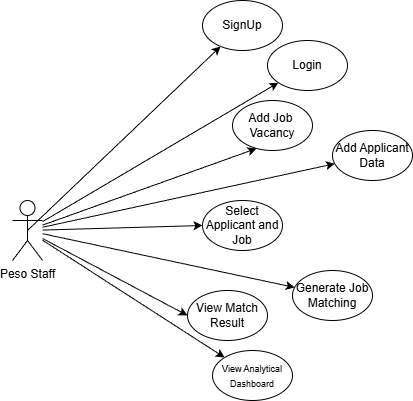 SignUp
Login
Add Job
Vacancy
Add Applicant
Data
Select
Applicant and
Job
Peso Staff
Generate Job
Matching
View Match
Result
View Analytical
Dashboard